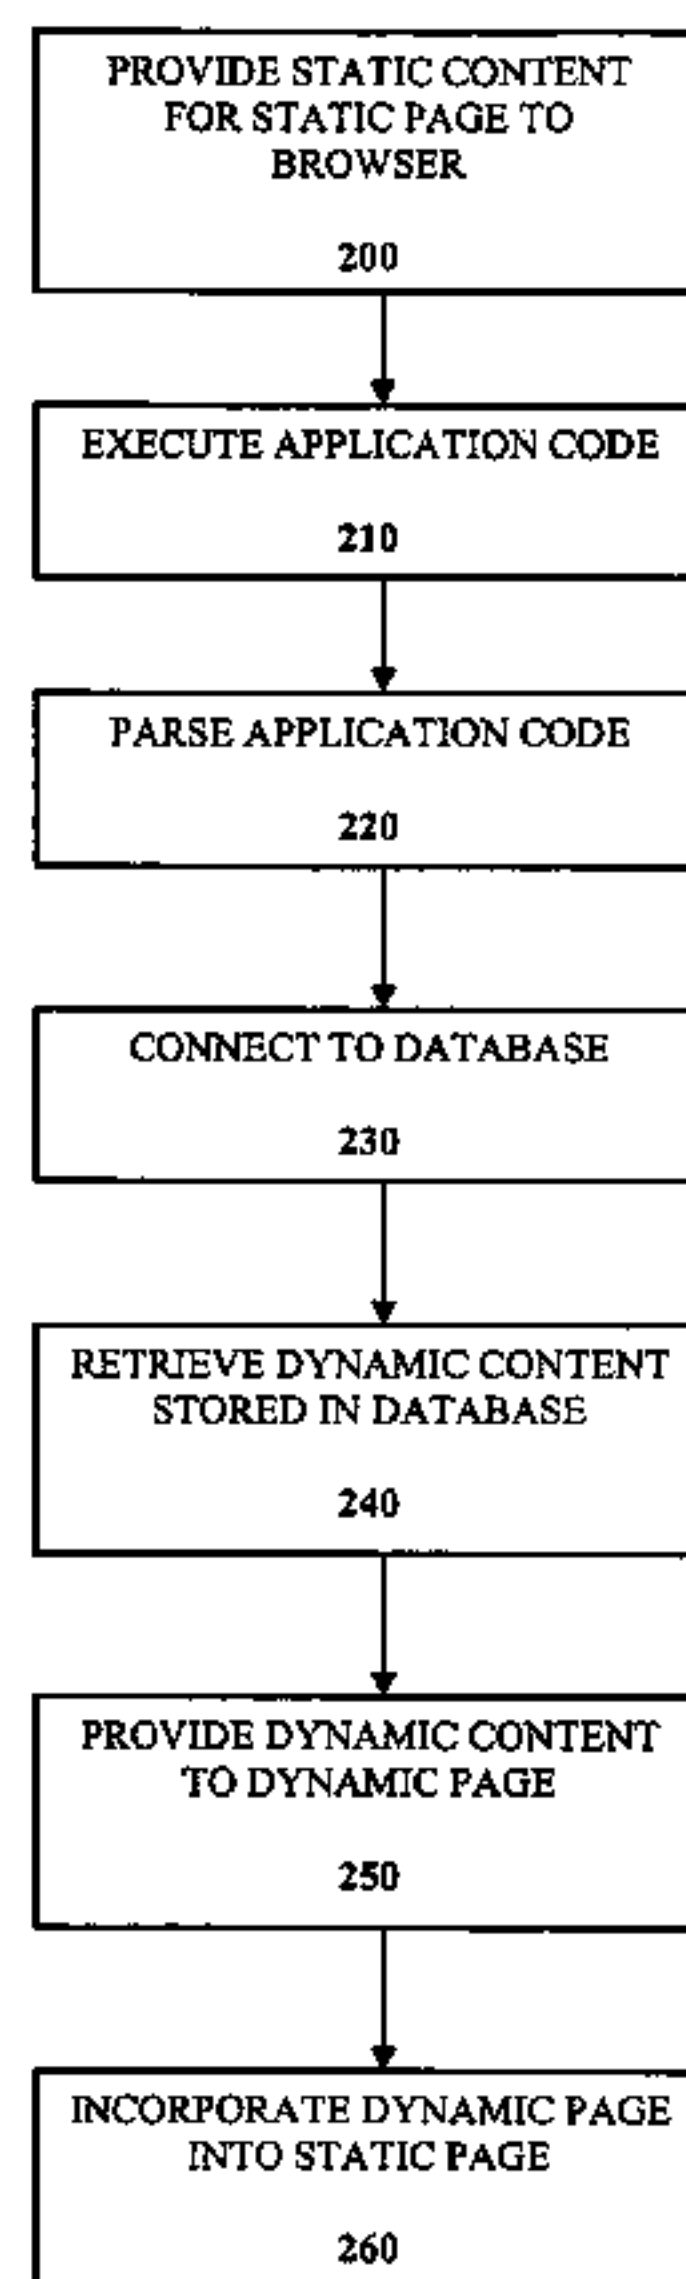 PROVIDE STATIC CONTENT
FOR STATIC PAGE TO
BROWSER
200
EXECUTE APPLICATION CODE
210
PARSE APPLICATION CODE
220
CONNECT TO DATABASE
230
RETRIEVE DYNAMIC CONTENT
STORED IN DATABASE
240
PROVIDE DYNAMIC CONTENT
TO DYNAMIC PAGE
250
INCORPORATE DYNAMIC PAGE
INTO STATIC PAGE
260